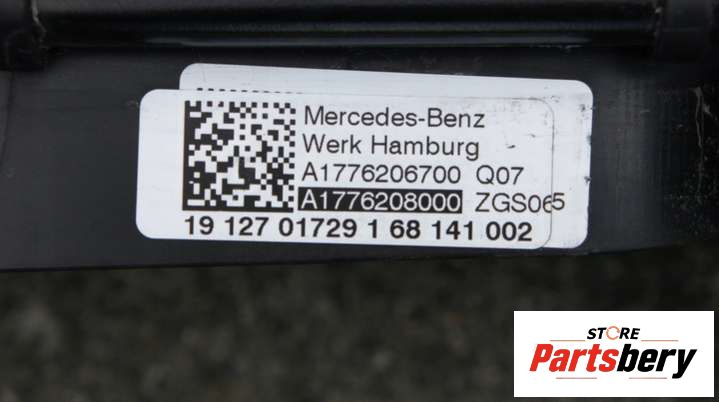 Mercedes-Benz
Werk Hamburg
A1776206700 Q07
A1776208000 ZGS065
19 127 01729 1 68 141 002
STORE
Partsbery